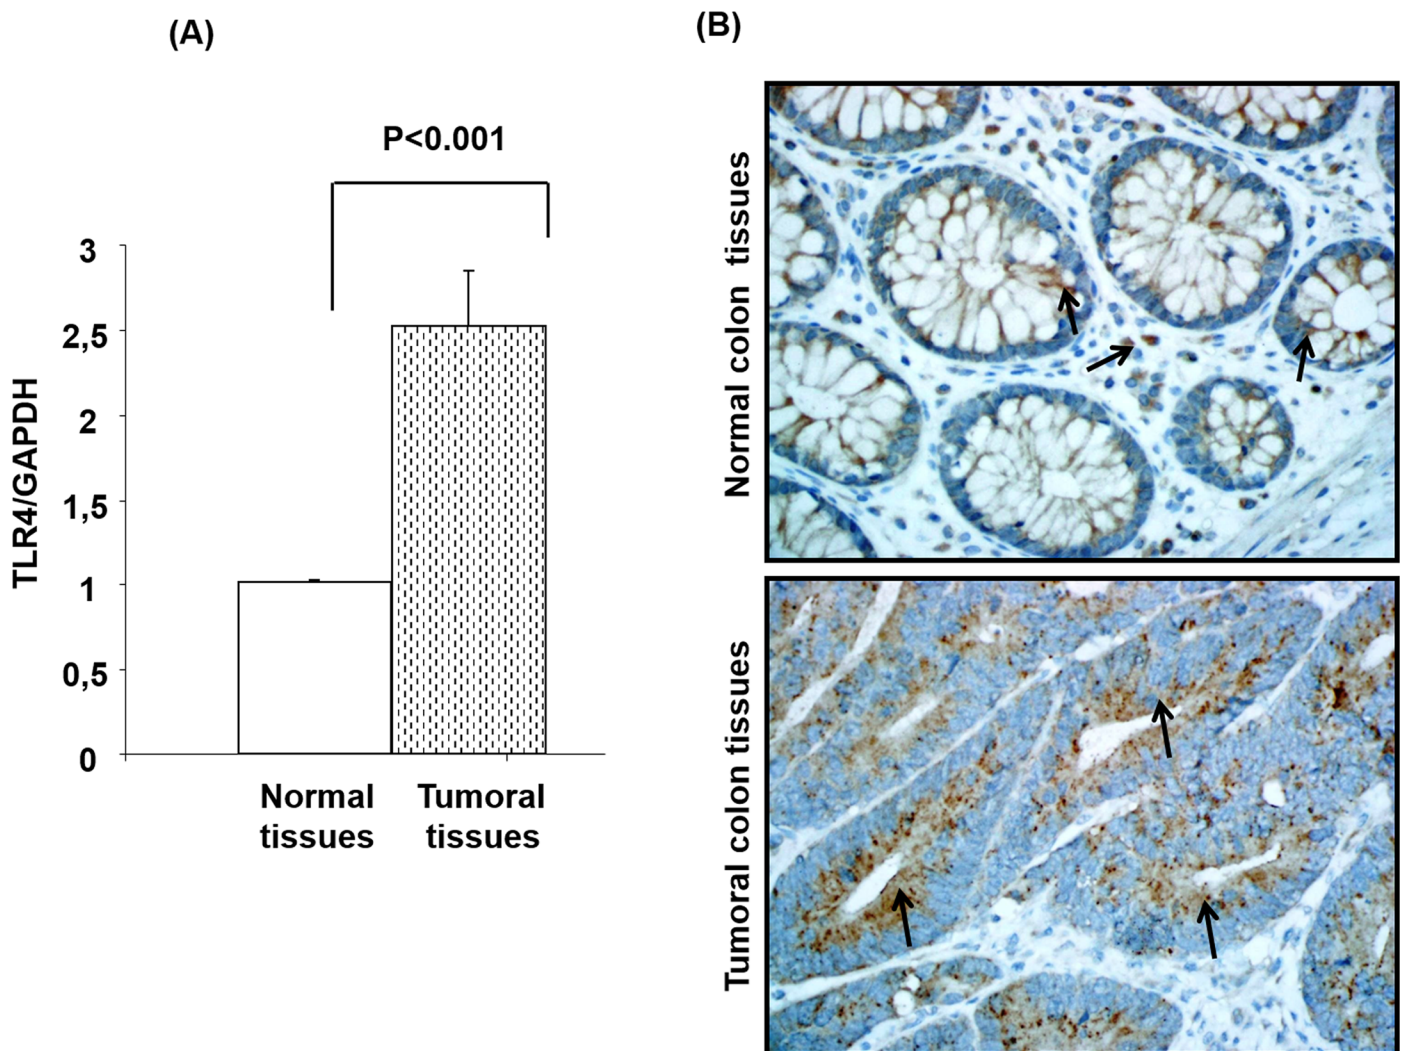 (A)
P<0.001
3
2,5
2
1,5
1
0,5
0
TLR4/GAPDH
Normal
tissues
Tumoral
tissues
(B)
Normal colon tissues
Tumoral colon tissues